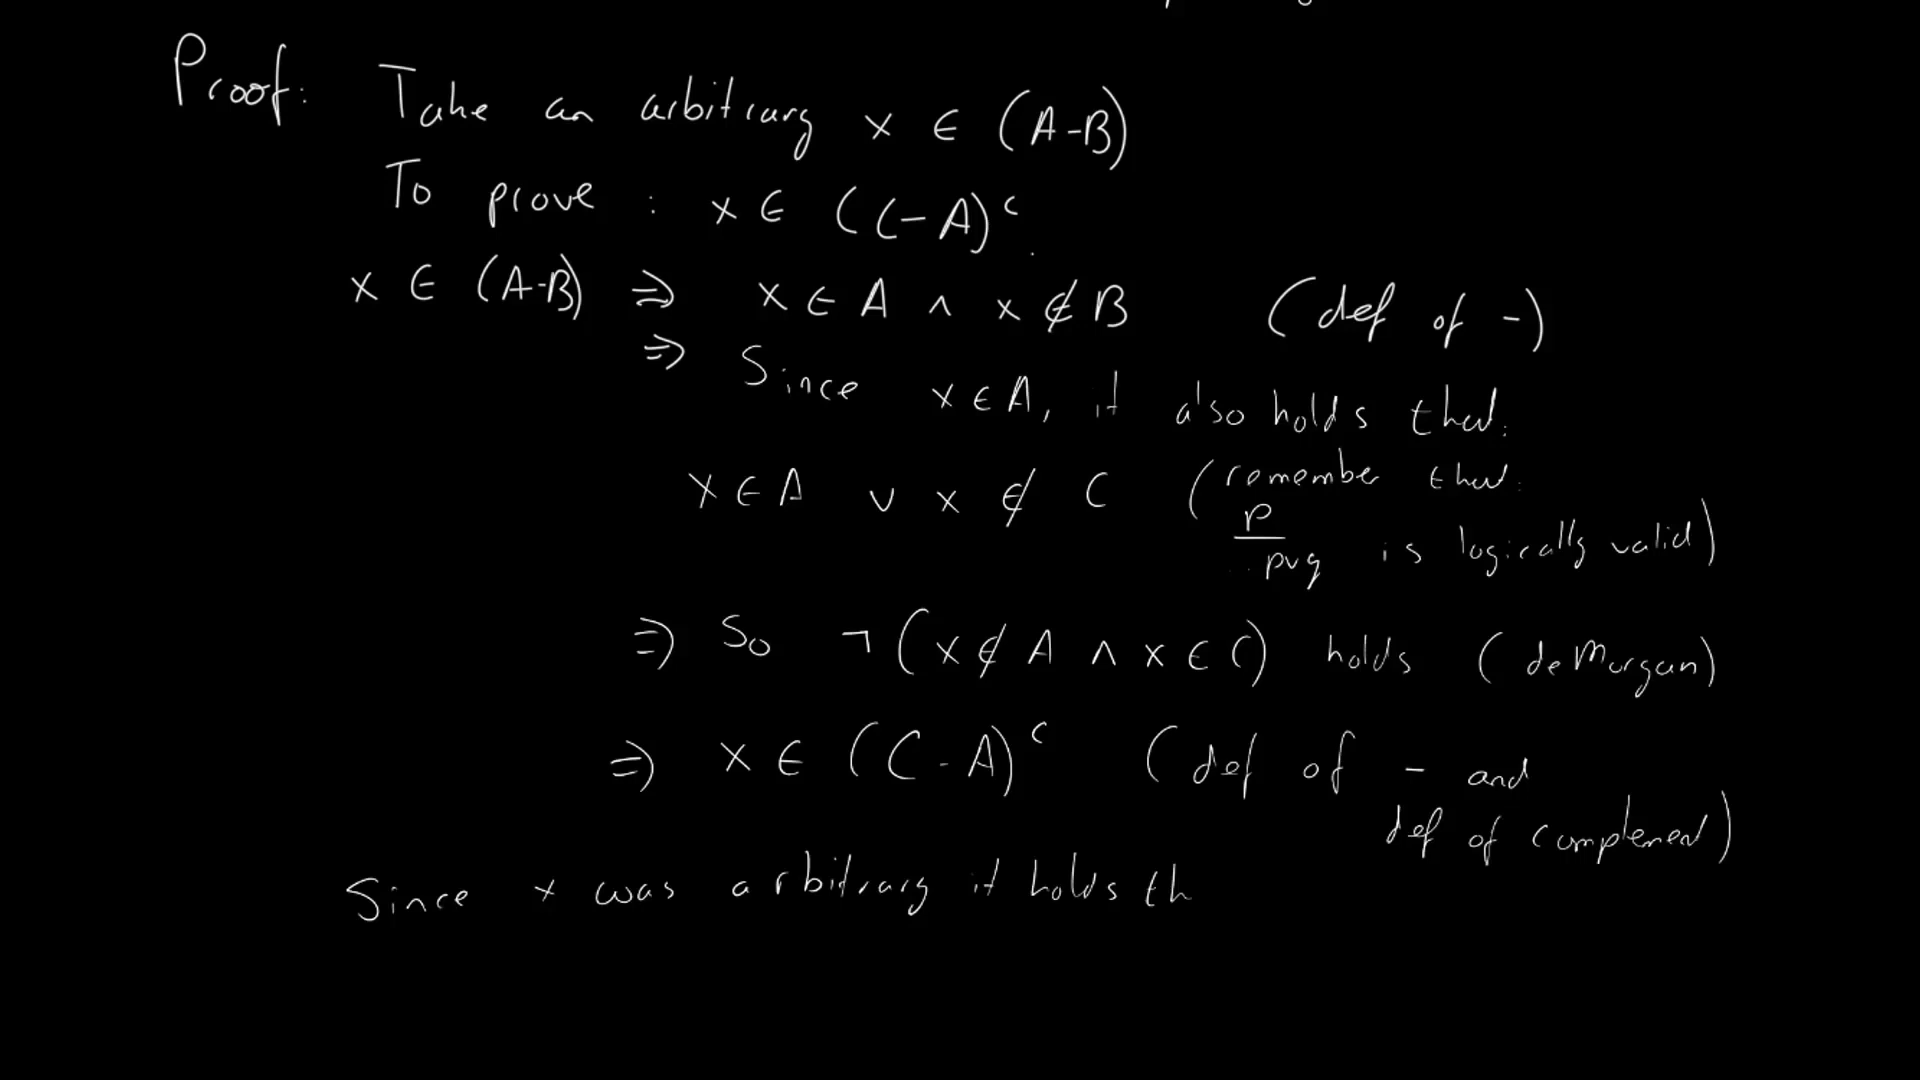 Proof: Take an arbitrary x ∈ (A-B)
To prove : x ∈ (C-A)ᶜ.
x ∈ (A-B) ⇒ x ∈ A ∧ x ∉ B (def of -)
⇒ Since x ∈ A, it also holds that:
x ∈ A ∨ x ∉ C (remember that:
p
∴ p∨q is logically valid)
⇒ So ¬(x ∉ A ∧ x ∈ C) holds (deMorgan)
⇒ x ∈ (C-A)ᶜ (def of - and
def of complement)
Since x was arbitrary it holds th